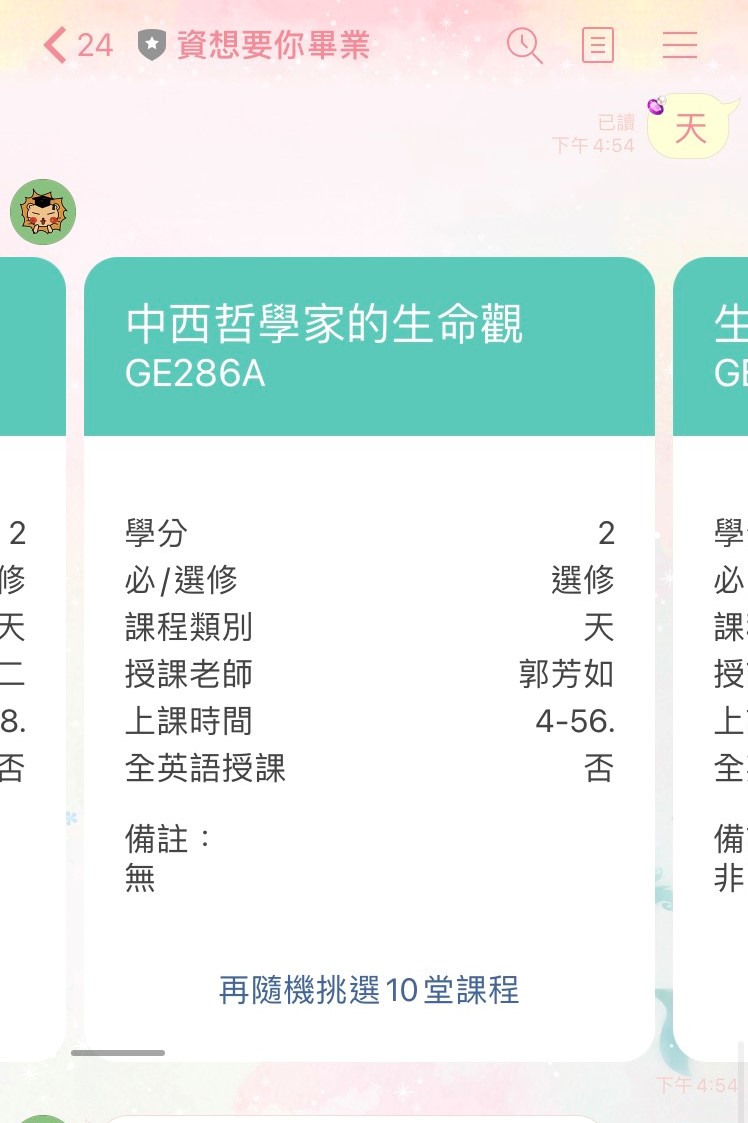 24 資想要你畢業
已讀
下午 4:54
天
中西哲學家的生命觀
GE286A
學分 2
必/選修 選修
課程類別 天
授課老師 郭芳如
上課時間 4-56.
全英語授課 否
備註：
無
再隨機挑選10堂課程
2
修
天
二
8.
否
生
GE
學
必
課
授
上
全
備
非
下午 4:54